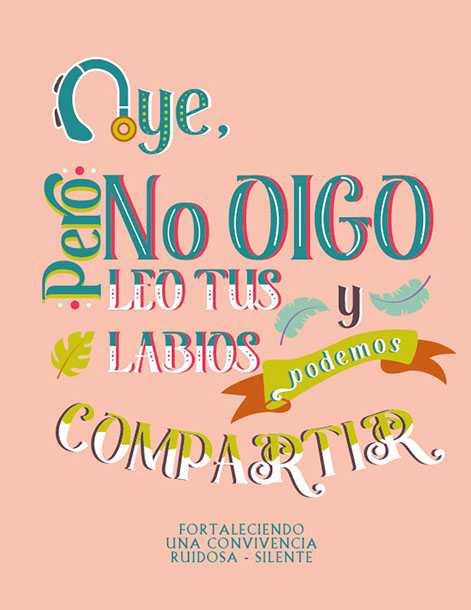 Oye,
Pero No OIGO
LEO TUS
LABIOS
y
podemos
COMPARTIR
FORTALECIENDO
UNA CONVIVENCIA
RUIDOSA - SILENTE